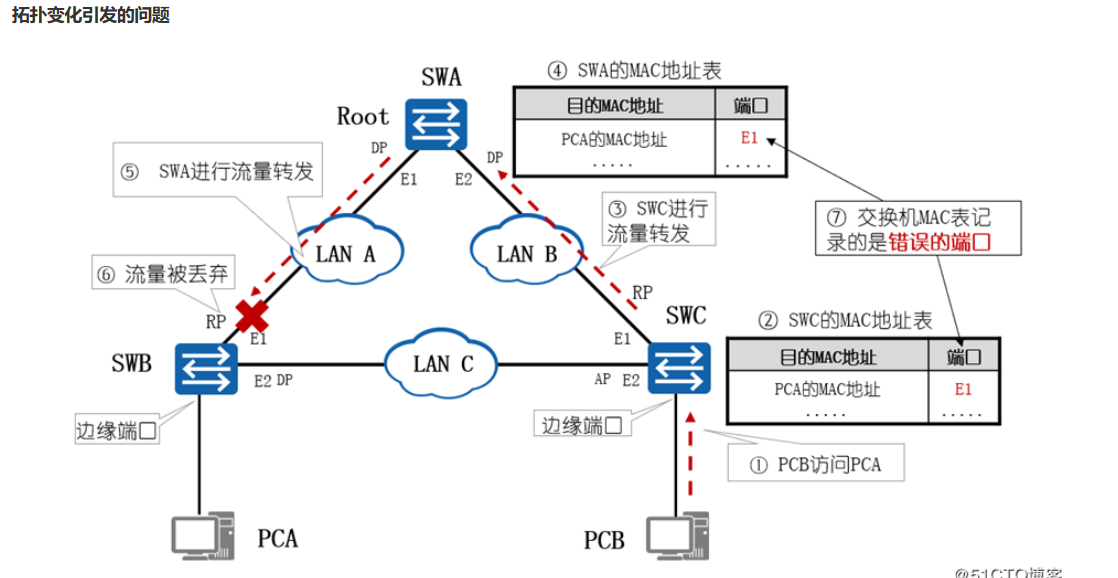 拓扑变化引发的问题
SWA
Root
④ SWA的MAC地址表
目的MAC地址 端口
PCA的MAC地址 E1
..... .....
DP
DP
E1
E2
⑤ SWA进行流量转发
③ SWC进行
流量转发
⑦ 交换机MAC表记
录的是错误的端口
LAN A
LAN B
⑥ 流量被丢弃
RP
E1
RP
SWC
E1
② SWC的MAC地址表
目的MAC地址 端口
PCA的MAC地址 E1
..... .....
SWB
LAN C
E2 DP
AP E2
边缘端口
边缘端口
① PCB访问PCA
PCA
PCB
@51CTO博客